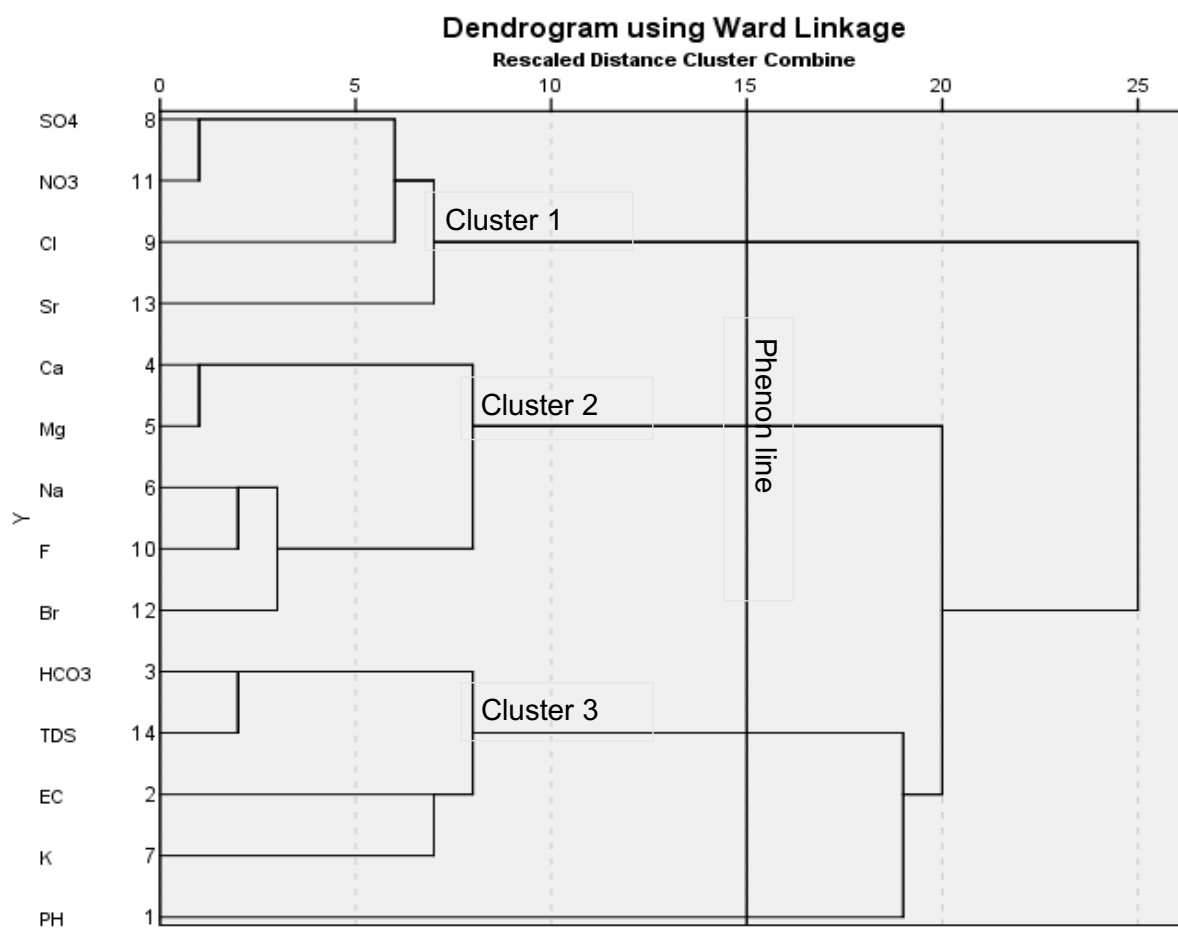 Dendrogram using Ward Linkage
Rescaled Distance Cluster Combine
0 5 10 15 20 25
SO4 8
NO3 11
Cluster 1
Cl 9
Sr 13
Phenon line
Ca 4
Cluster 2
Mg 5
Na 6
Y
F 10
Br 12
HCO3 3
Cluster 3
TDS 14
EC 2
K 7
PH 1